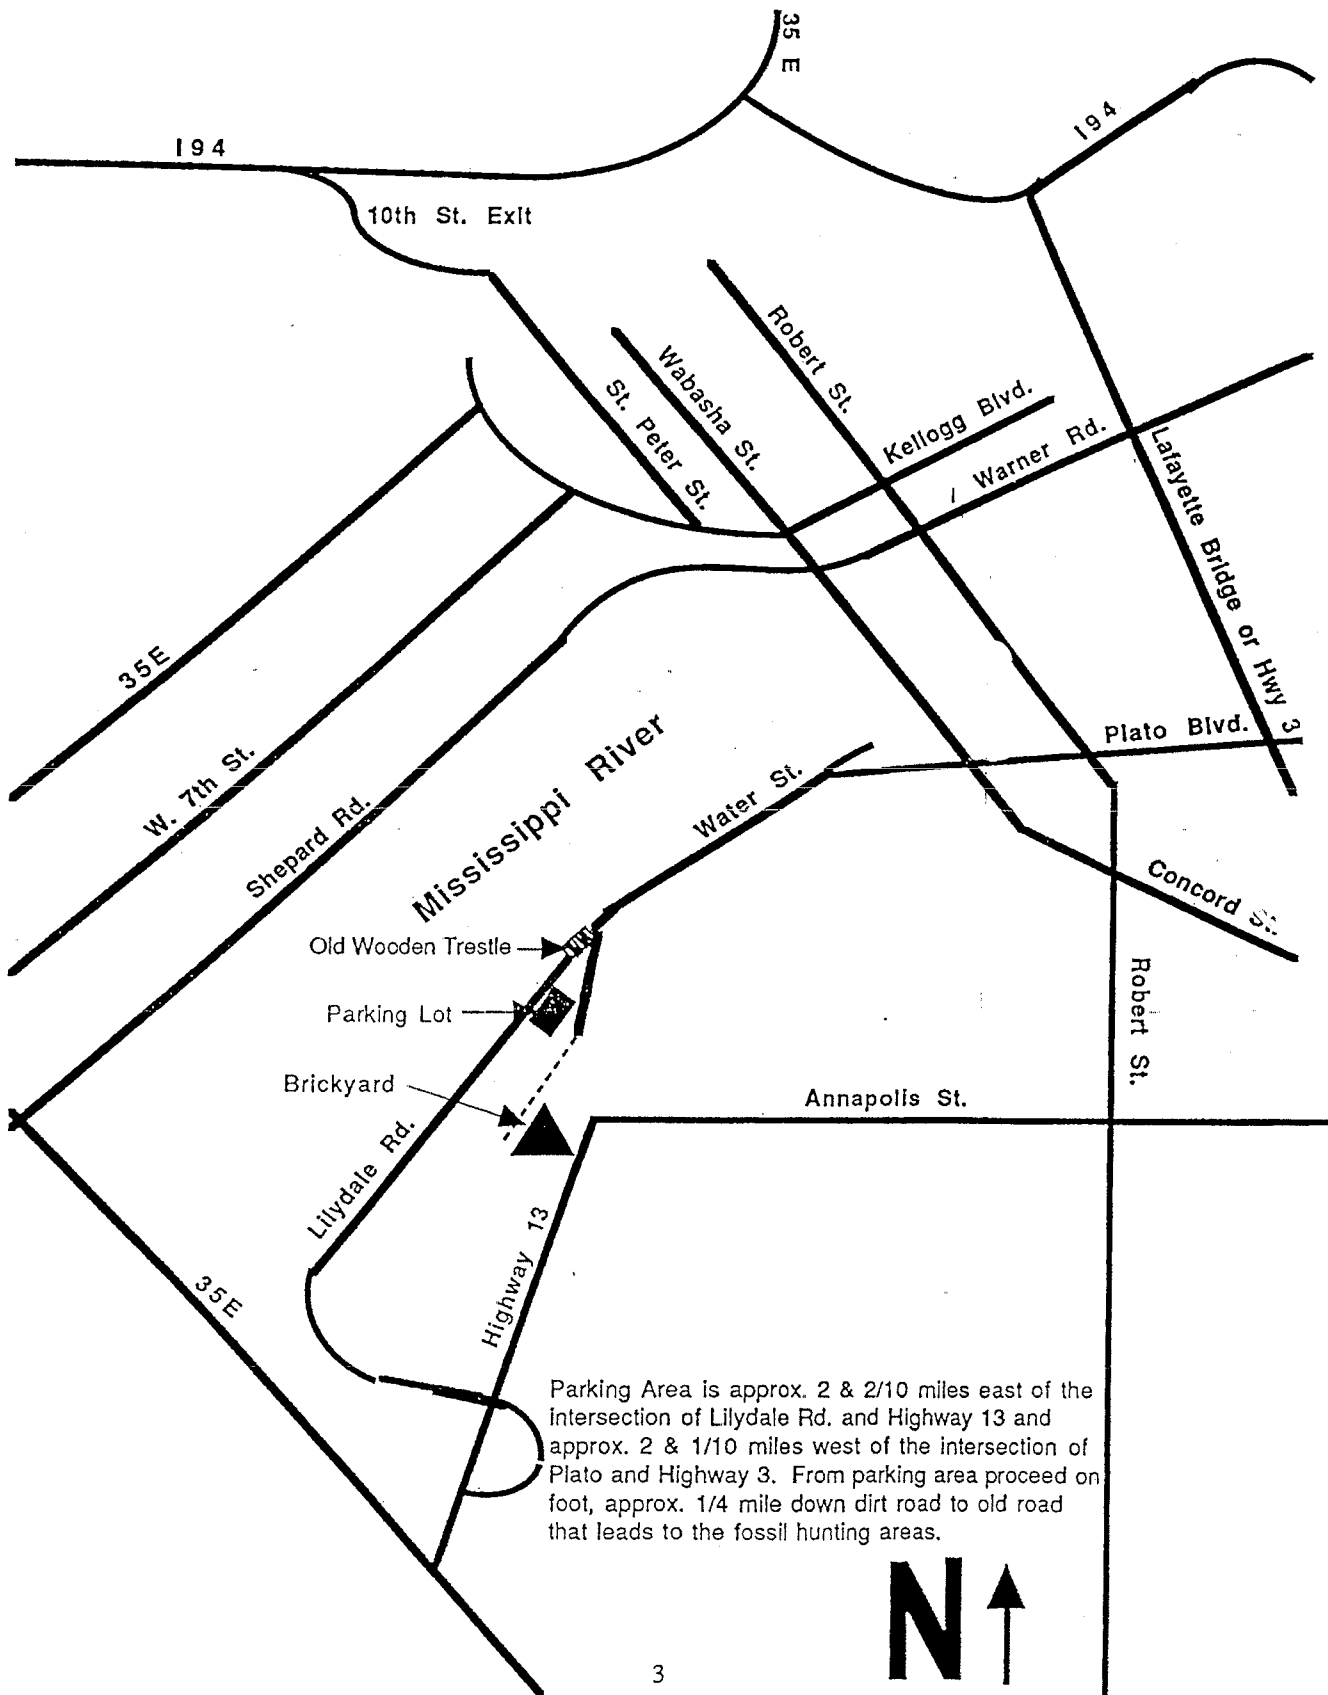 35 E
I94
I94
10th St. Exit
Robert St.
Wabasha St.
St. Peter St.
Kellogg Blvd.
Warner Rd.
Lafayette Bridge or Hwy 3
35E
W. 7th St.
Shepard Rd.
Mississippi River
Water St.
Plato Blvd.
Concord St.
Old Wooden Trestle
Parking Lot
Robert St.
Brickyard
Annapolis St.
Lilydale Rd.
Highway 13
35E
Parking Area is approx. 2 & 2/10 miles east of the
intersection of Lilydale Rd. and Highway 13 and
approx. 2 & 1/10 miles west of the intersection of
Plato and Highway 3. From parking area proceed on
foot, approx. 1/4 mile down dirt road to old road
that leads to the fossil hunting areas.
N
3